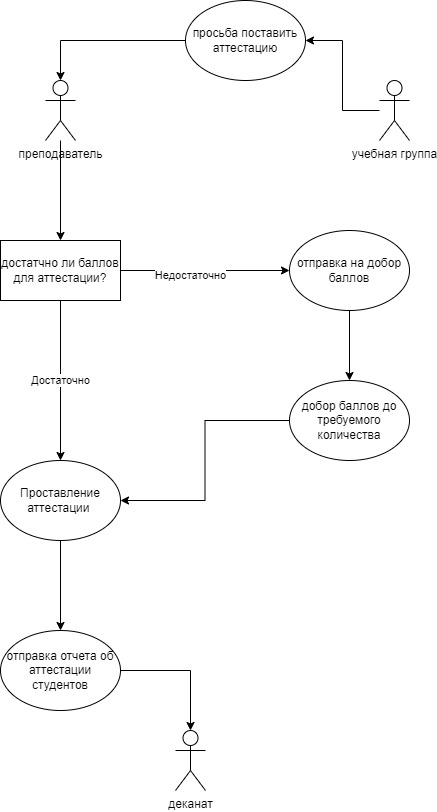 просьба поставить
аттестацию
преподаватель
учебная группа
достатчно ли баллов
для аттестации?
Недостаточно
отправка на добор
баллов
Достаточно
добор баллов до
требуемого
количества
Проставление
аттестации
отправка отчета об
аттестации
студентов
деканат